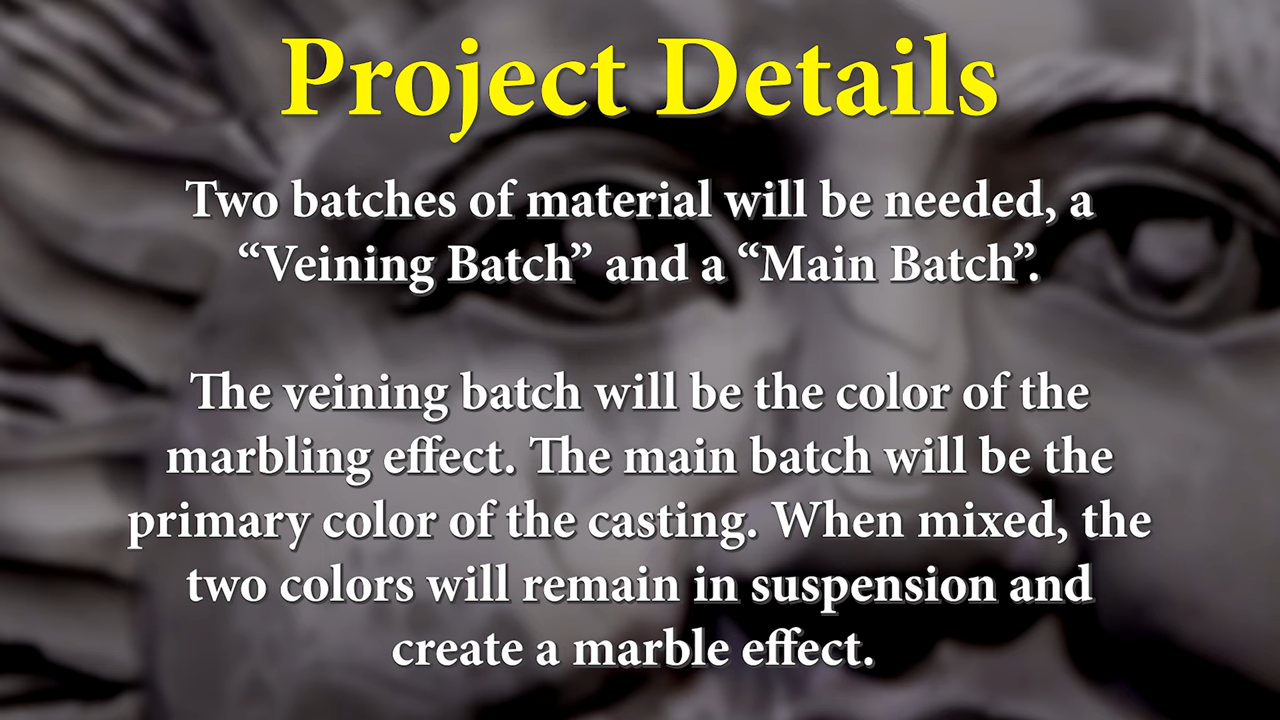 Project Details
Two batches of material will be needed, a
“Veining Batch” and a “Main Batch”.
The veining batch will be the color of the
marbling effect. The main batch will be the
primary color of the casting. When mixed, the
two colors will remain in suspension and
create a marble effect.